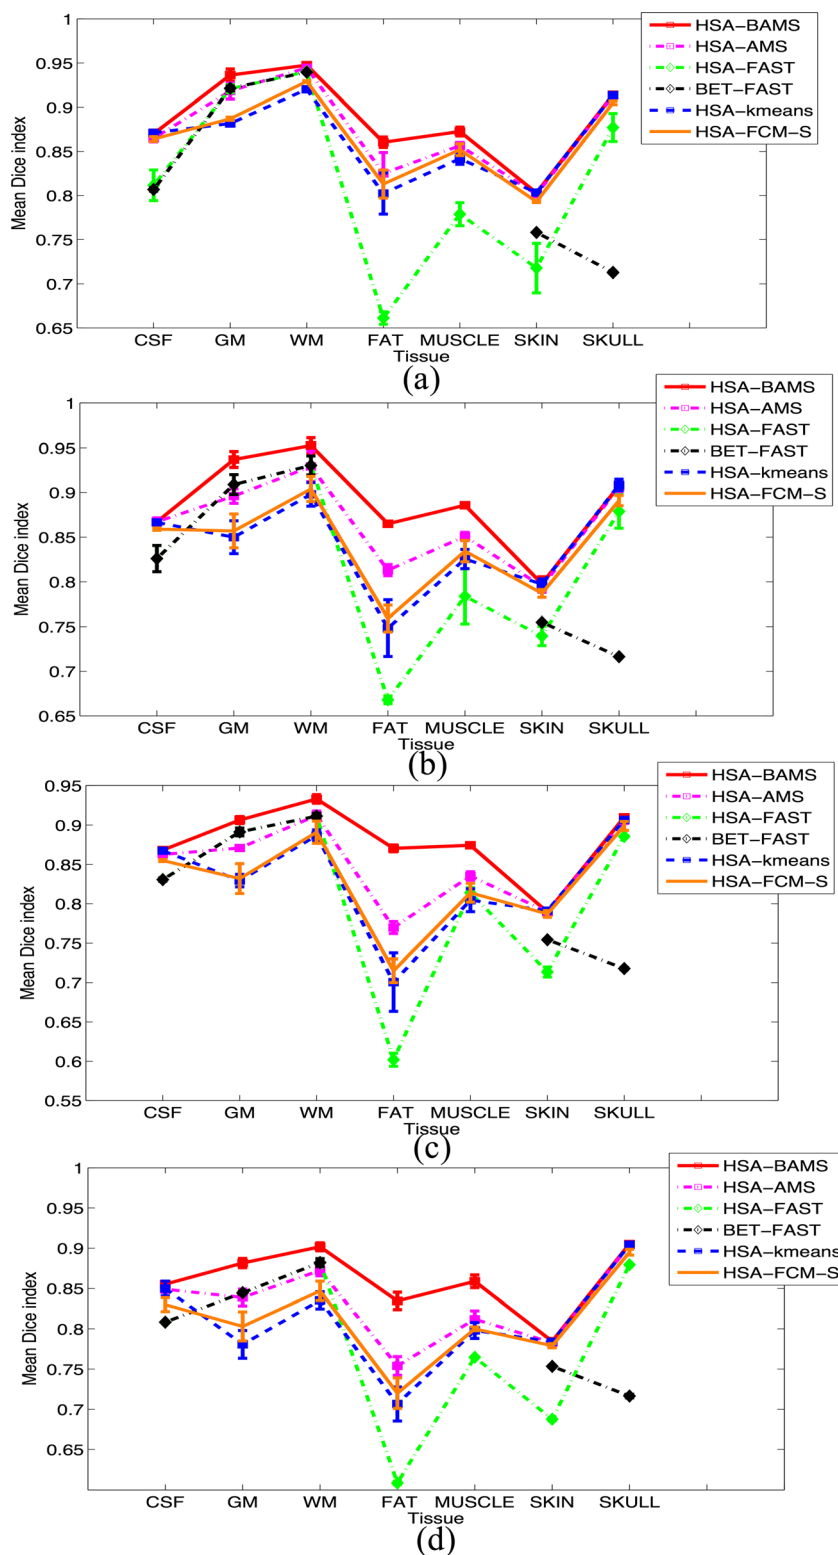 1
0.95
0.9
0.85
0.8
0.75
0.7
0.65
Mean Dice index
CSF GM WM FAT MUSCLE SKIN SKULL
Tissue
HSA-BAMS
HSA-AMS
HSA-FAST
BET-FAST
HSA-kmeans
HSA-FCM-S
(a)
1
0.95
0.9
0.85
0.8
0.75
0.7
0.65
Mean Dice index
CSF GM WM FAT MUSCLE SKIN SKULL
Tissue
HSA-BAMS
HSA-AMS
HSA-FAST
BET-FAST
HSA-kmeans
HSA-FCM-S
(b)
0.95
0.9
0.85
0.8
0.75
0.7
0.65
0.6
0.55
Mean Dice index
CSF GM WM FAT MUSCLE SKIN SKULL
Tissue
HSA-BAMS
HSA-AMS
HSA-FAST
BET-FAST
HSA-kmeans
HSA-FCM-S
(c)
1
0.95
0.9
0.85
0.8
0.75
0.7
0.65
Mean Dice index
CSF GM WM FAT MUSCLE SKIN SKULL
Tissue
HSA-BAMS
HSA-AMS
HSA-FAST
BET-FAST
HSA-kmeans
HSA-FCM-S
(d)